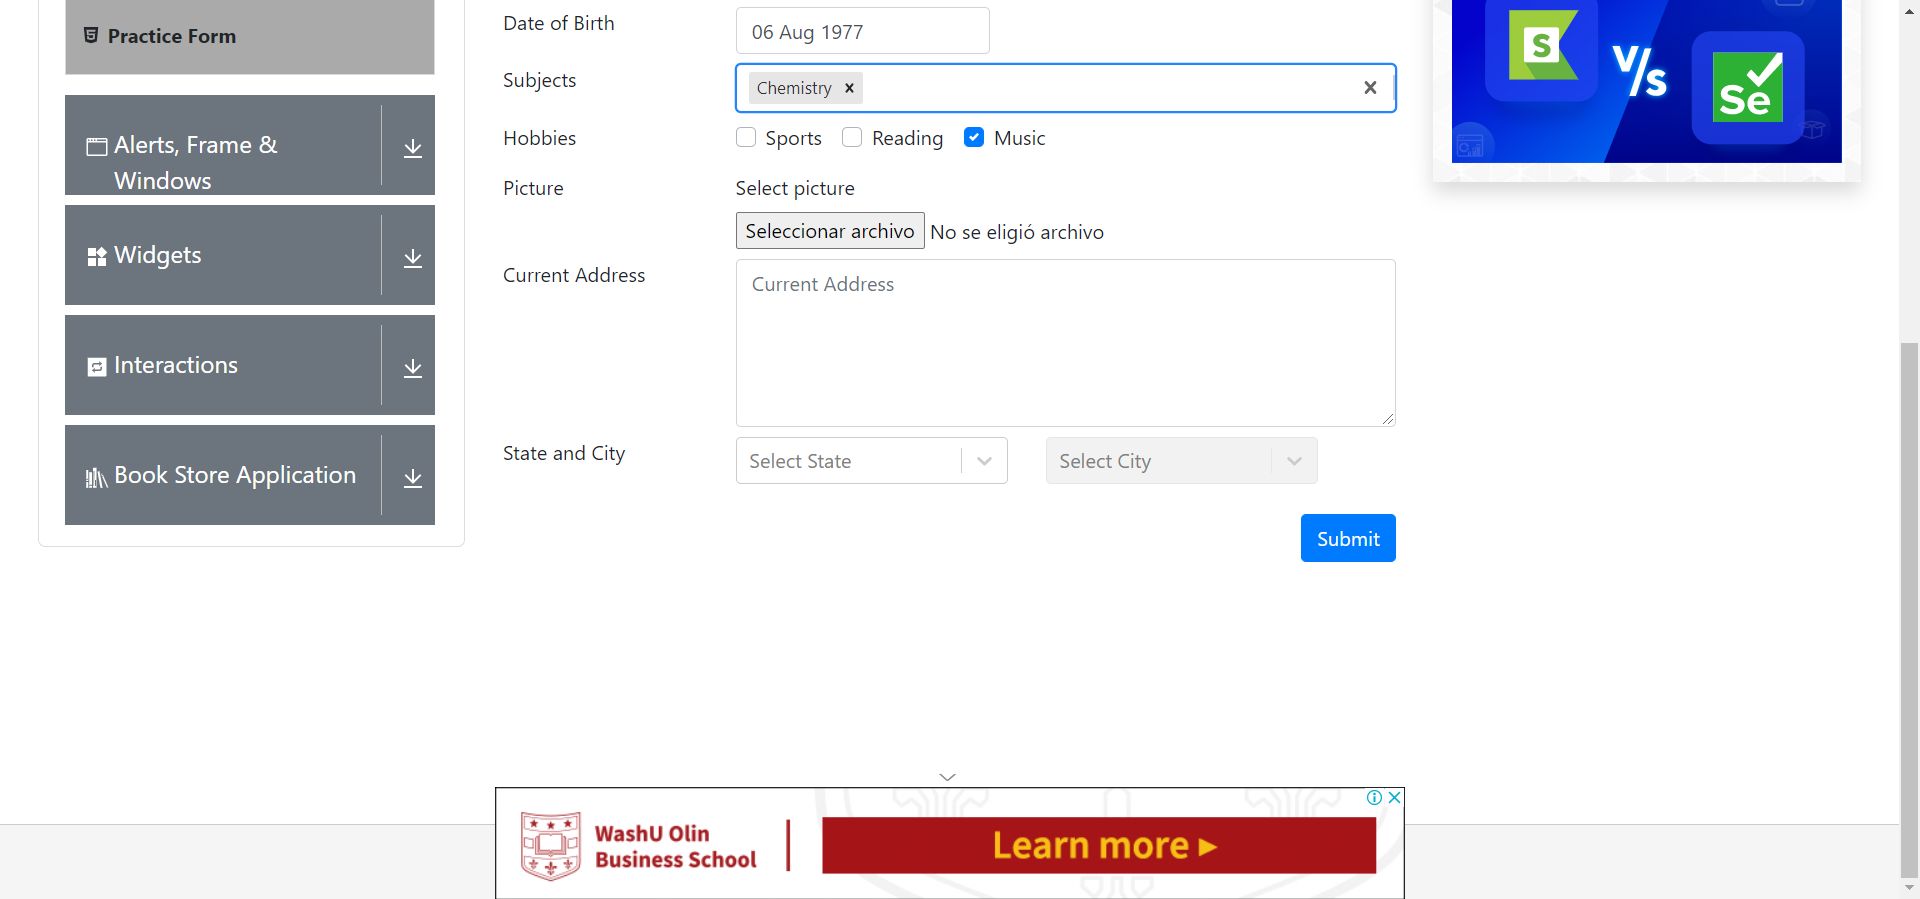 Practice Form
Alerts, Frame &
Windows
Widgets
Interactions
Book Store Application
Date of Birth
06 Aug 1977
Subjects
Chemistry
Hobbies
Sports
Reading
Music
Picture
Select picture
Seleccionar archivo
No se eligió archivo
Current Address
Current Address
State and City
Select State
Select City
Submit
S
V/s
Se
WashU Olin
Business School
Learn more